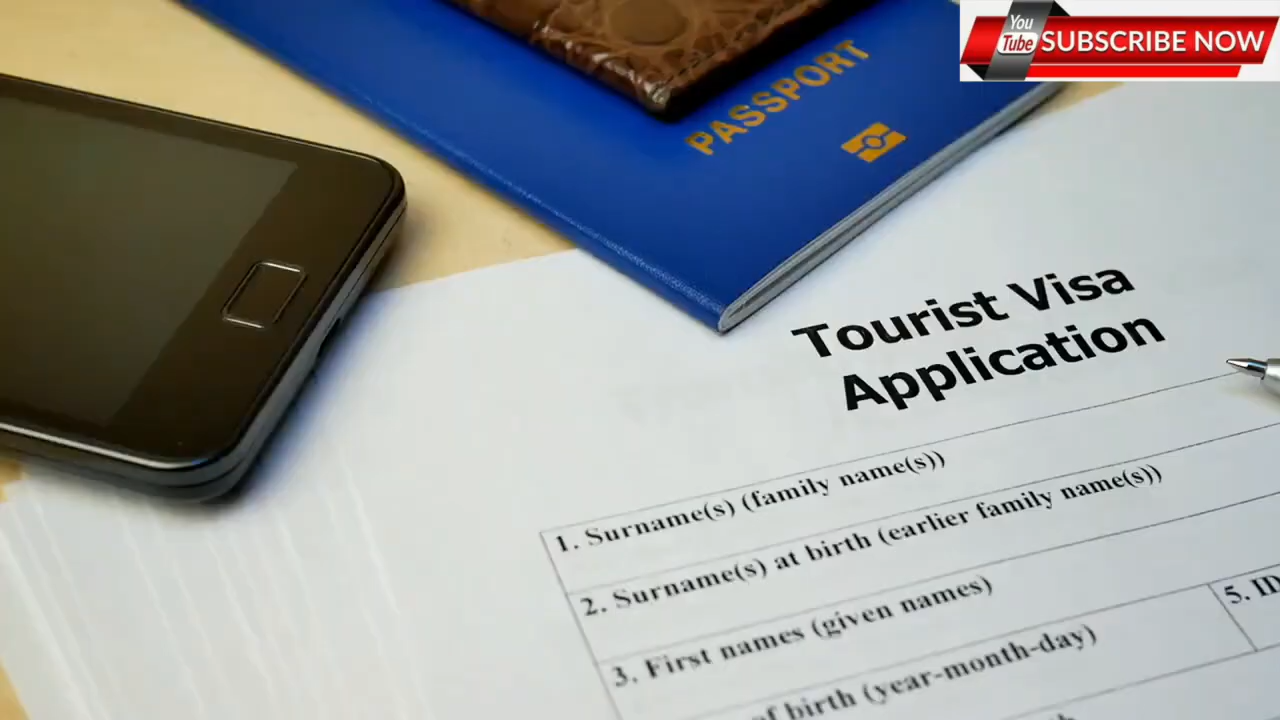 You
Tube
SUBSCRIBE NOW
PASSPORT
Tourist Visa
Application
1. Surname(s) (family name(s))
2. Surname(s) at birth (earlier family name(s))
3. First names (given names)
of birth (year-month-day)
5. ID